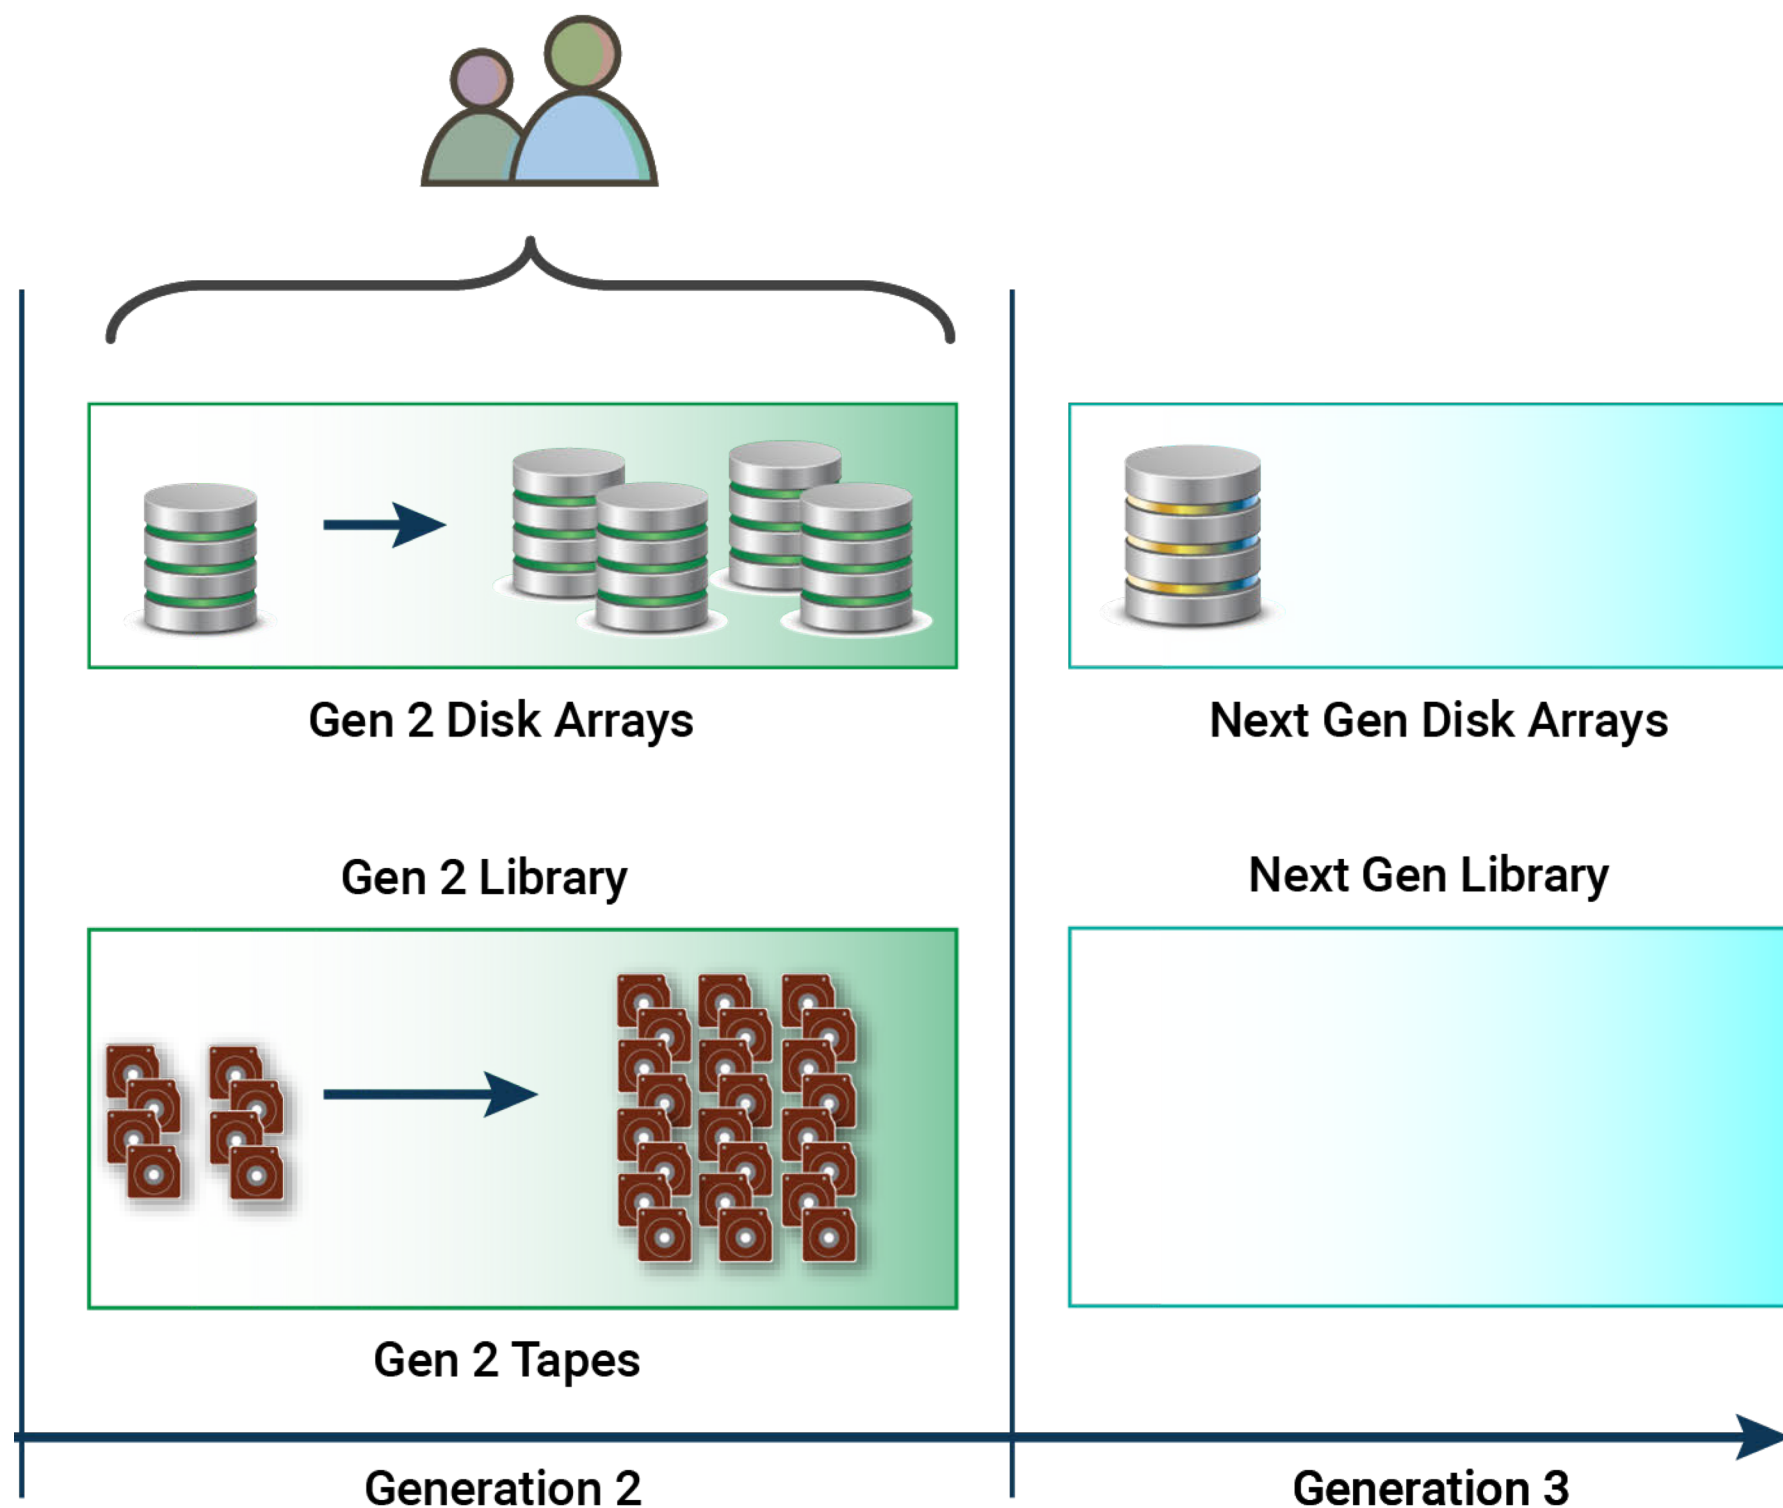 Gen 2 Disk Arrays
Next Gen Disk Arrays
Gen 2 Library
Next Gen Library
Gen 2 Tapes
Generation 2
Generation 3